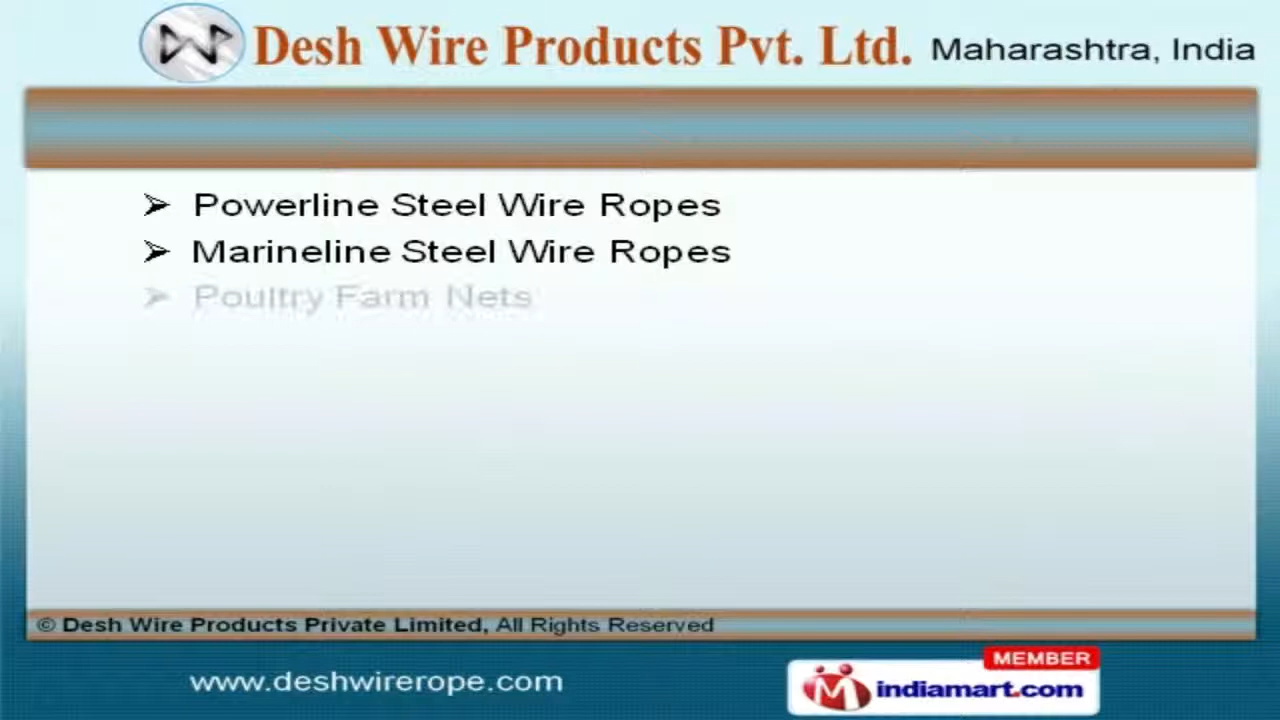 DWP
Desh Wire Products Pvt. Ltd. Maharashtra, India
➢ Powerline Steel Wire Ropes
➢ Marineline Steel Wire Ropes
➢ Poultry Farm Nets
© Desh Wire Products Private Limited, All Rights Reserved
www.deshwirerope.com
MEMBER
indiamart.com